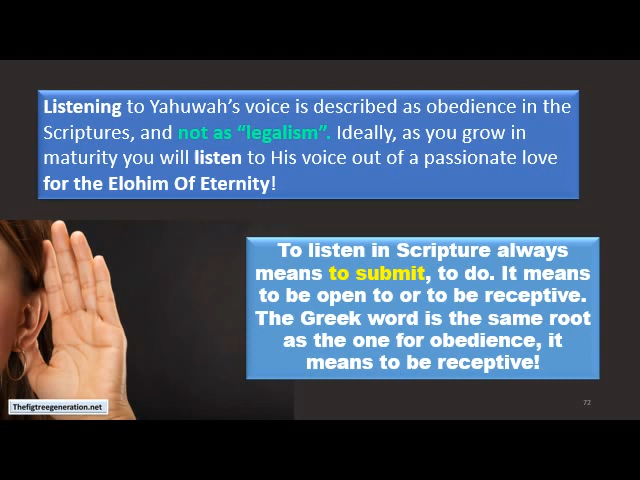 Listening to Yahuwah’s voice is described as obedience in the
Scriptures, and not as “legalism”. Ideally, as you grow in
maturity you will listen to His voice out of a passionate love
for the Elohim Of Eternity!
To listen in Scripture always
means to submit, to do. It means
to be open to or to be receptive.
The Greek word is the same root
as the one for obedience, it
means to be receptive!
Thefigtreegeneration.net
72